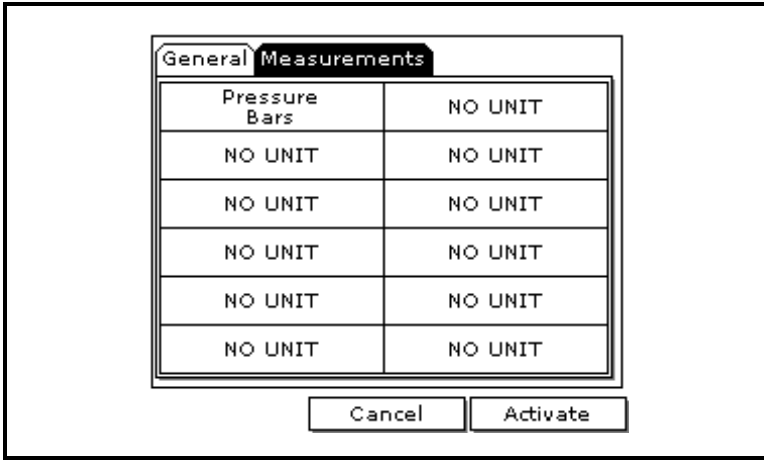 General Measurements
Pressure
Bars
NO UNIT
NO UNIT NO UNIT
NO UNIT NO UNIT
NO UNIT NO UNIT
NO UNIT NO UNIT
NO UNIT NO UNIT
Cancel Activate